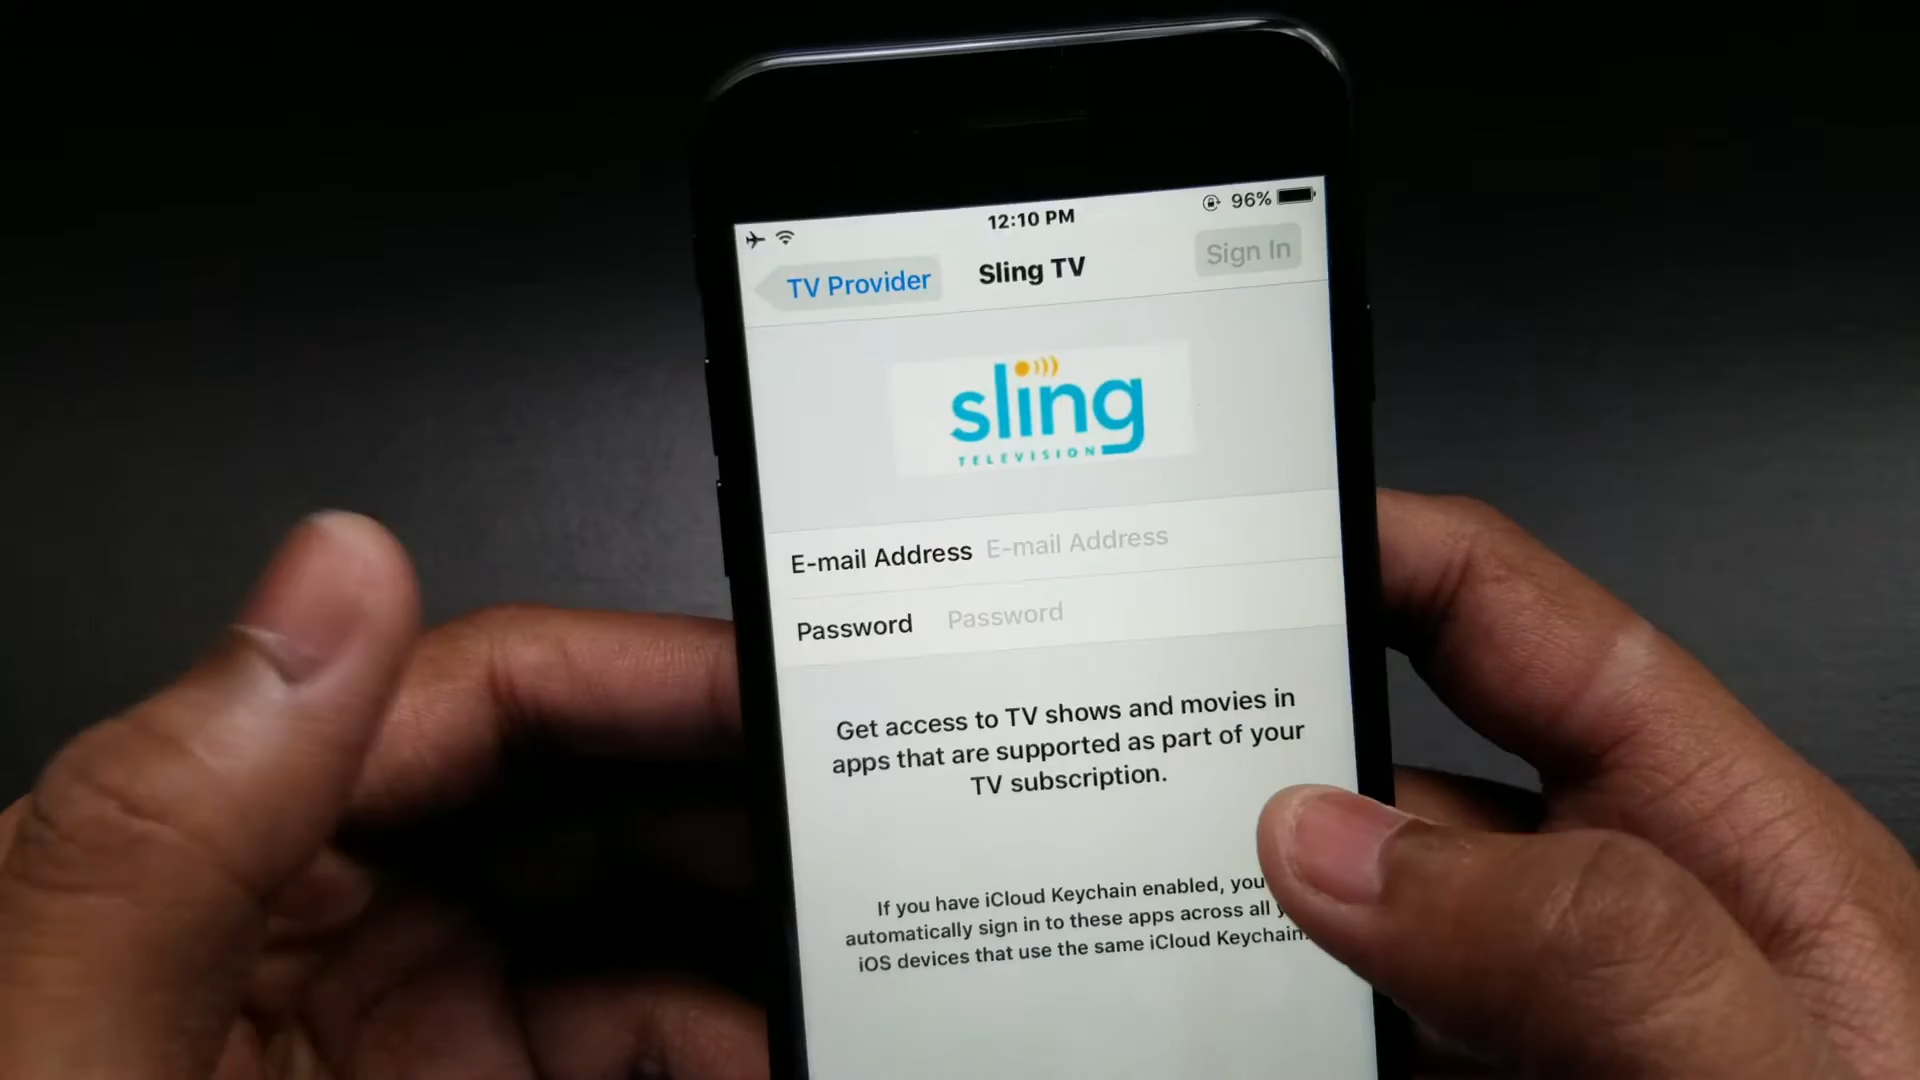 12:10 PM
96%
TV Provider
Sling TV
Sign In
sling
TELEVISION
E-mail Address E-mail Address
Password Password
Get access to TV shows and movies in
apps that are supported as part of your
TV subscription.
If you have iCloud Keychain enabled, you
automatically sign in to these apps across all
iOS devices that use the same iCloud Keychain.